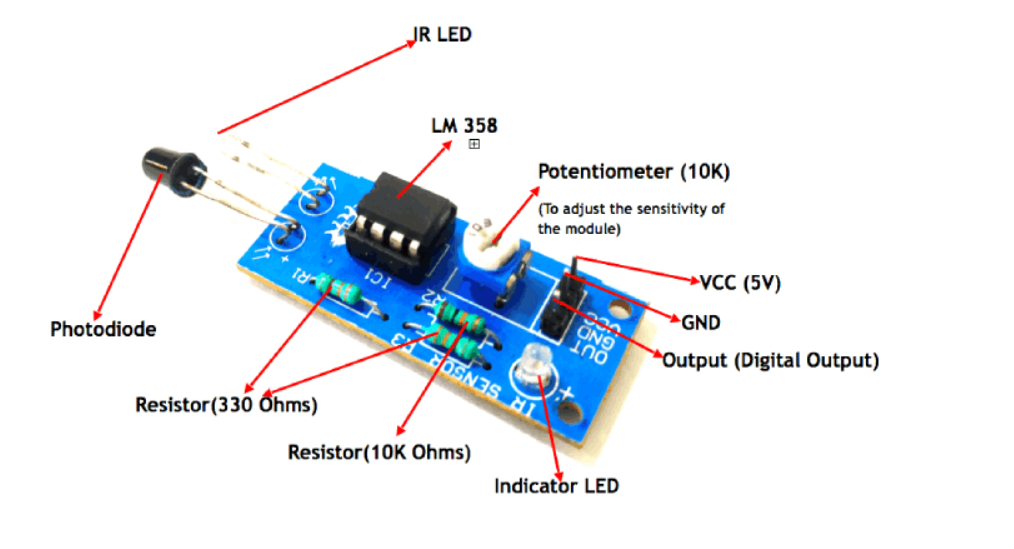 IR LED
LM 358
Potentiometer (10K)
(To adjust the sensitivity of
the module)
VCC (5V)
GND
Output (Digital Output)
Photodiode
Resistor(330 Ohms)
Resistor(10K Ohms)
Indicator LED
R1
IC1
R2
R3
VCC
GND
OUT
IR SENSOR
+
+